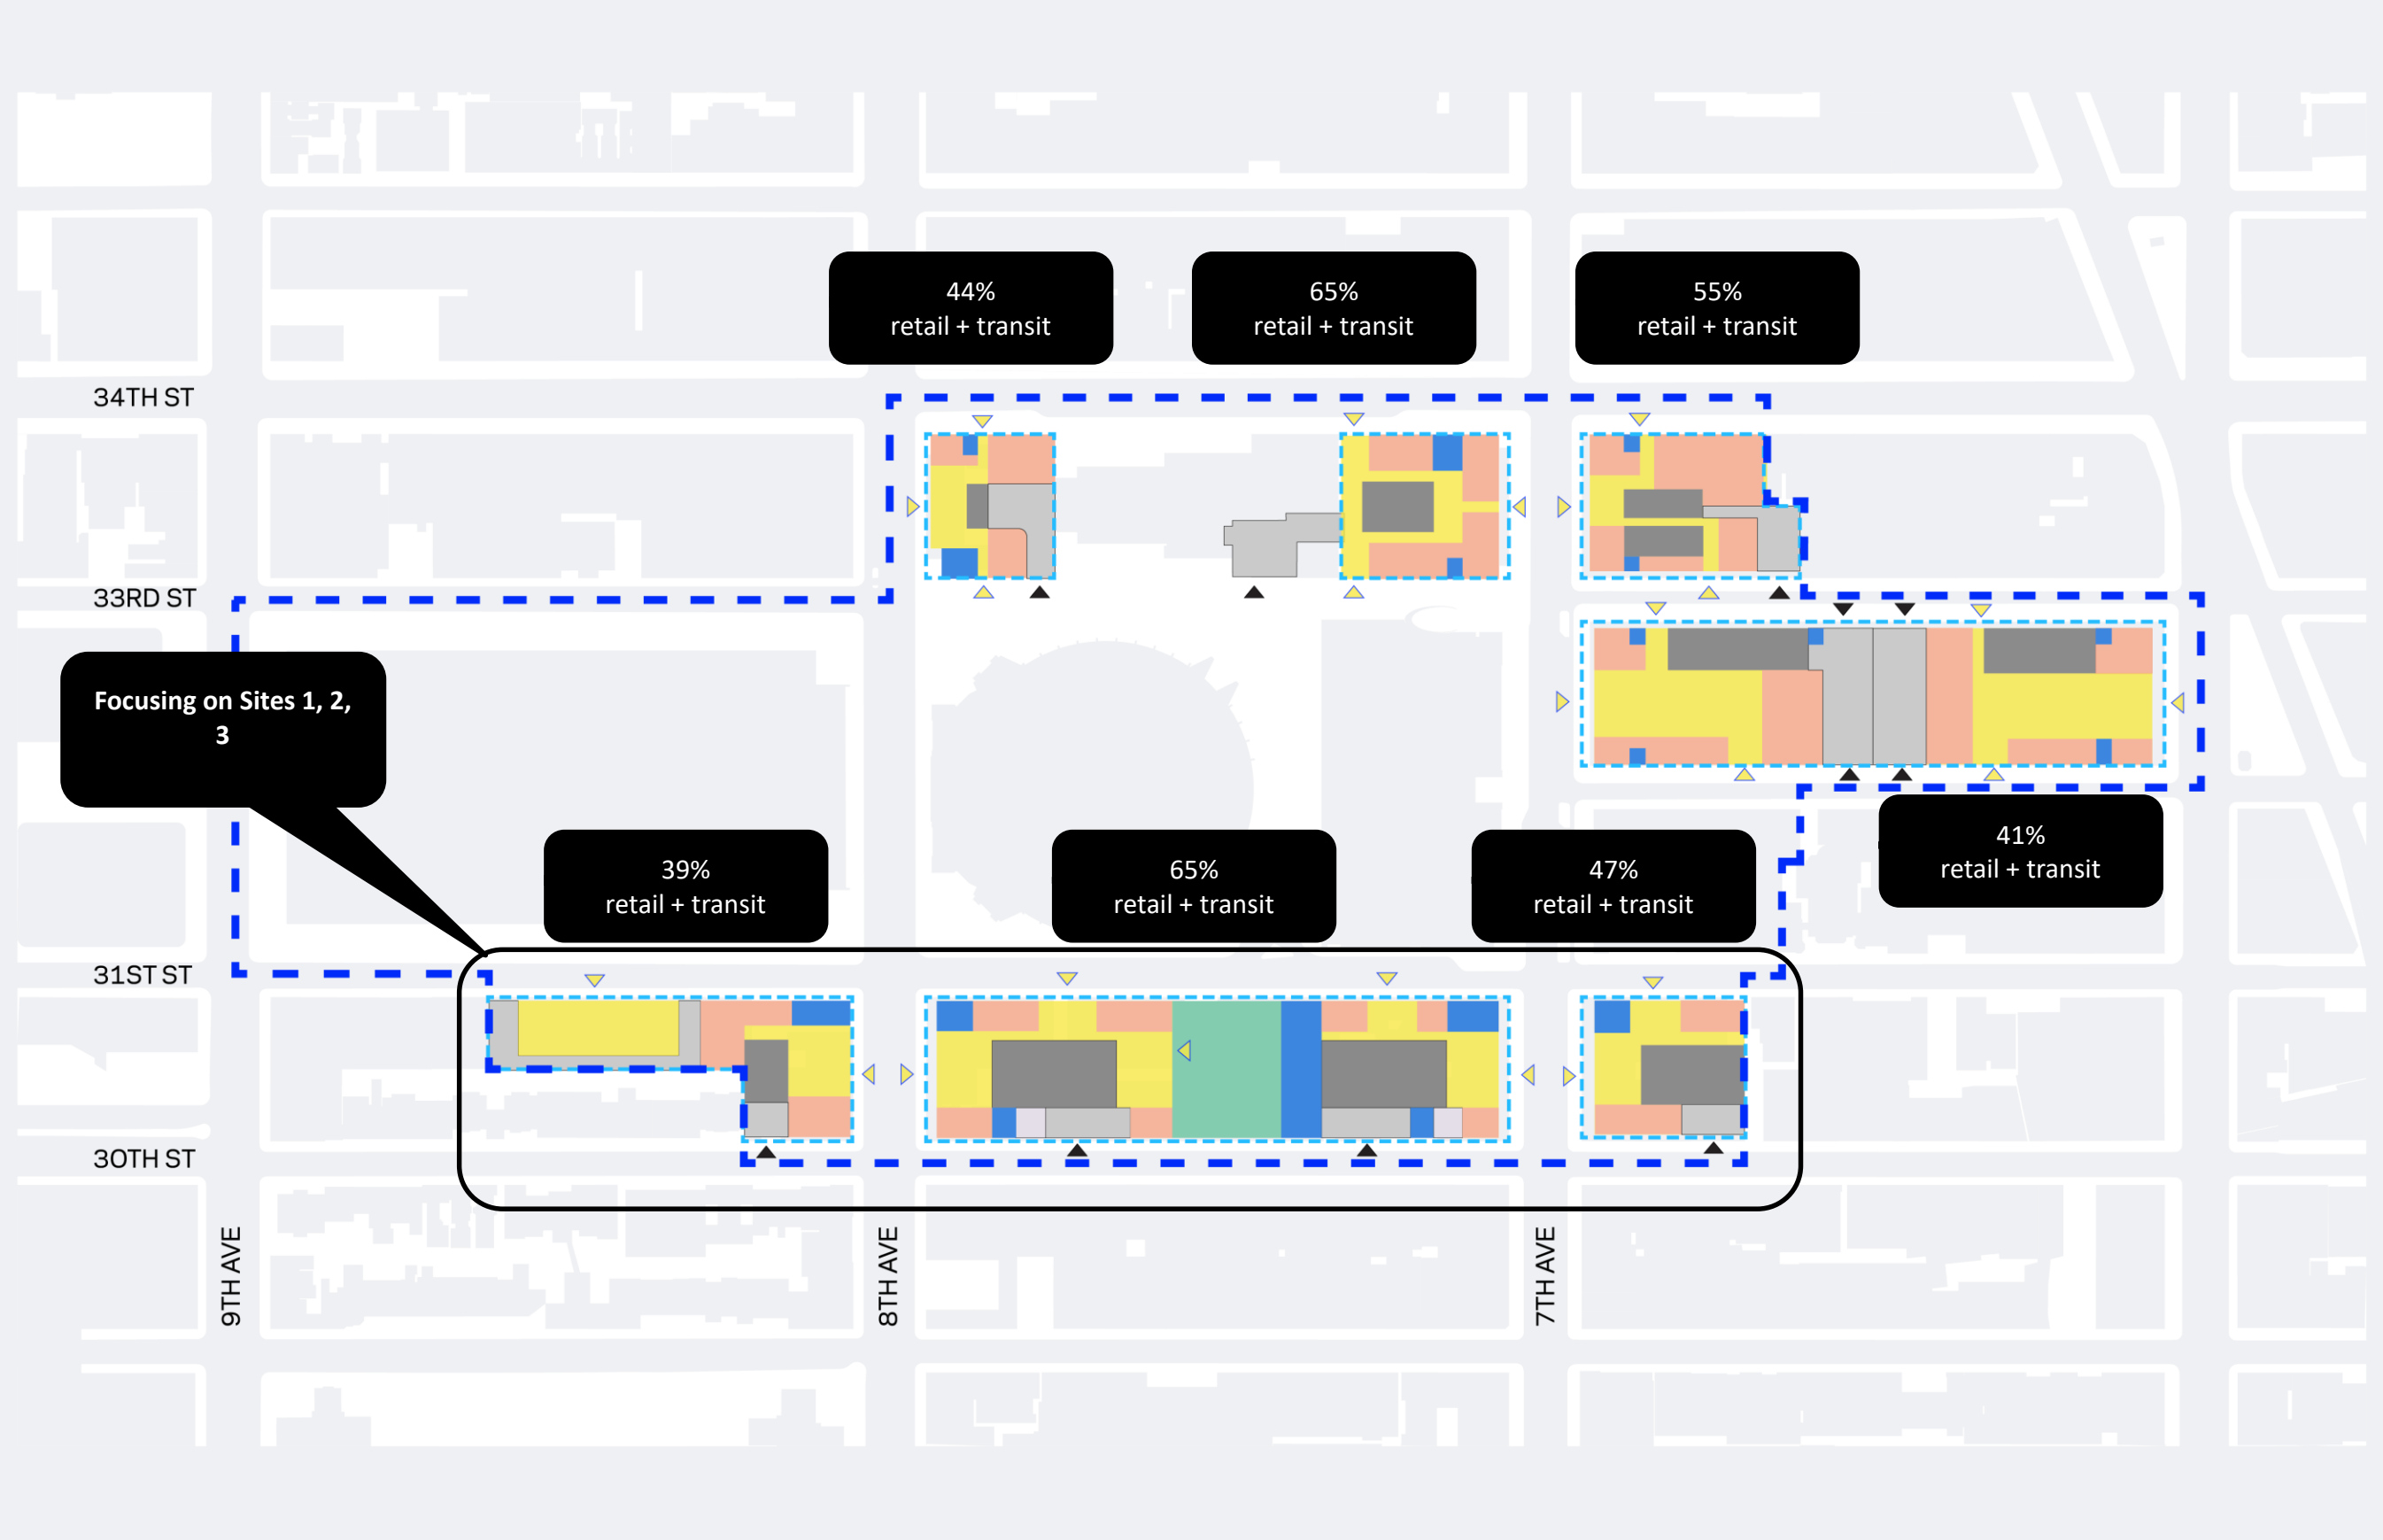 44%
retail + transit
65%
retail + transit
55%
retail + transit
34TH ST
33RD ST
Focusing on Sites 1, 2,
3
39%
retail + transit
65%
retail + transit
47%
retail + transit
41%
retail + transit
31ST ST
30TH ST
9TH AVE
8TH AVE
7TH AVE